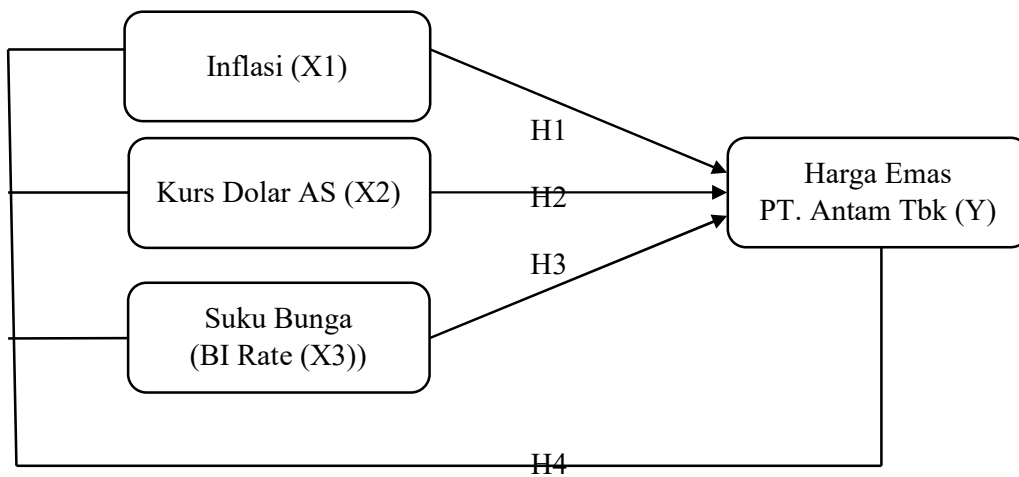 Inflasi (X1)
H1
Kurs Dolar AS (X2)
H2
Harga Emas
PT. Antam Tbk (Y)
H3
Suku Bunga
(BI Rate (X3))
H4